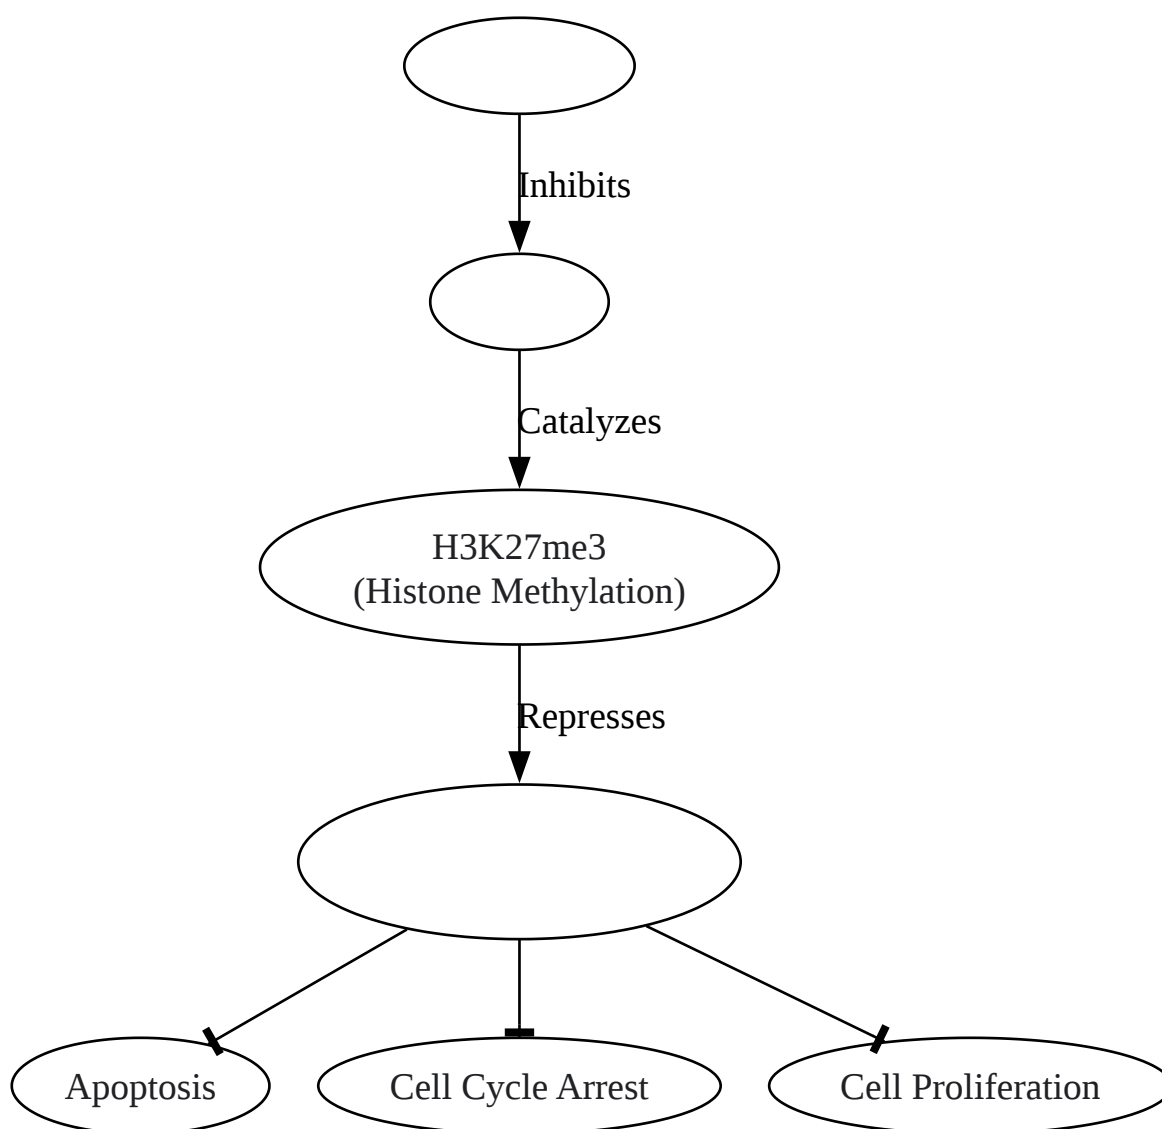 Inhibits
Catalyzes
H3K27me3
(Histone Methylation)
Represses
Apoptosis
Cell Cycle Arrest
Cell Proliferation